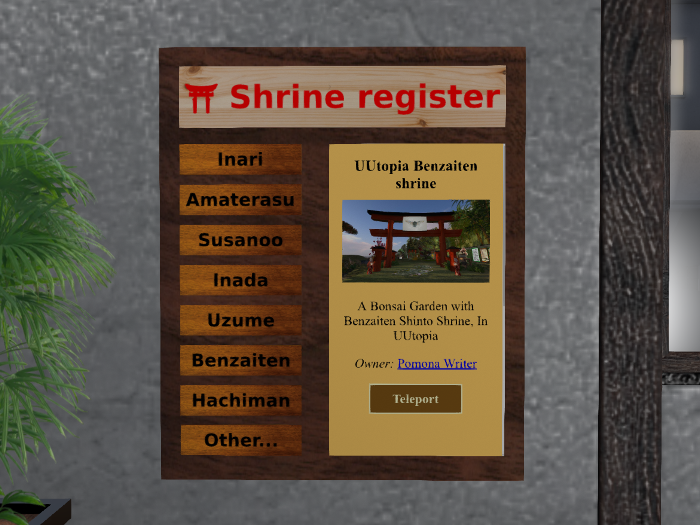 Shrine register
Inari
Amaterasu
Susanoo
Inada
Uzume
Benzaiten
Hachiman
Other...
UUtopia Benzaiten
shrine
A Bonsai Garden with
Benzaiten Shinto Shrine, In
UUtopia
Owner: Pomona Writer
Teleport